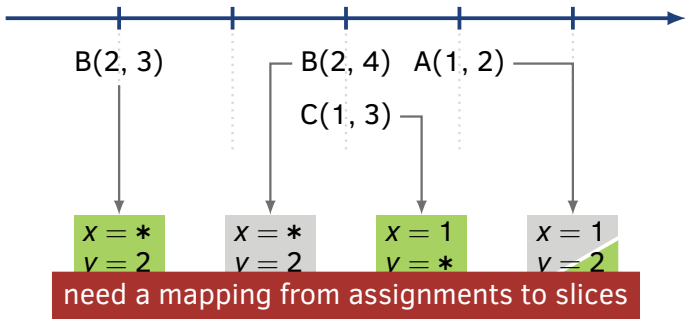 B(2, 3)
B(2, 4)
A(1, 2)
C(1, 3)
x = *
y = 2
x = *
y = 2
x = 1
y = *
x = 1
y = 2
need a mapping from assignments to slices